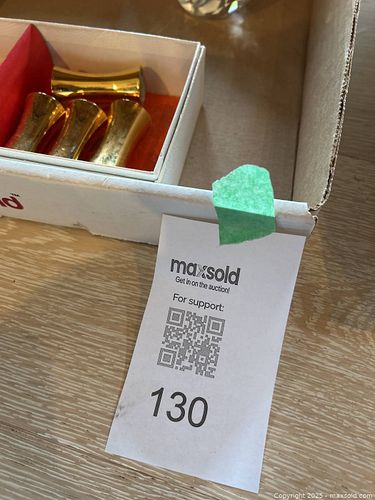 maxsold
Get in on the auction!
For support:
130
Copyright 2025 - maxsold.com